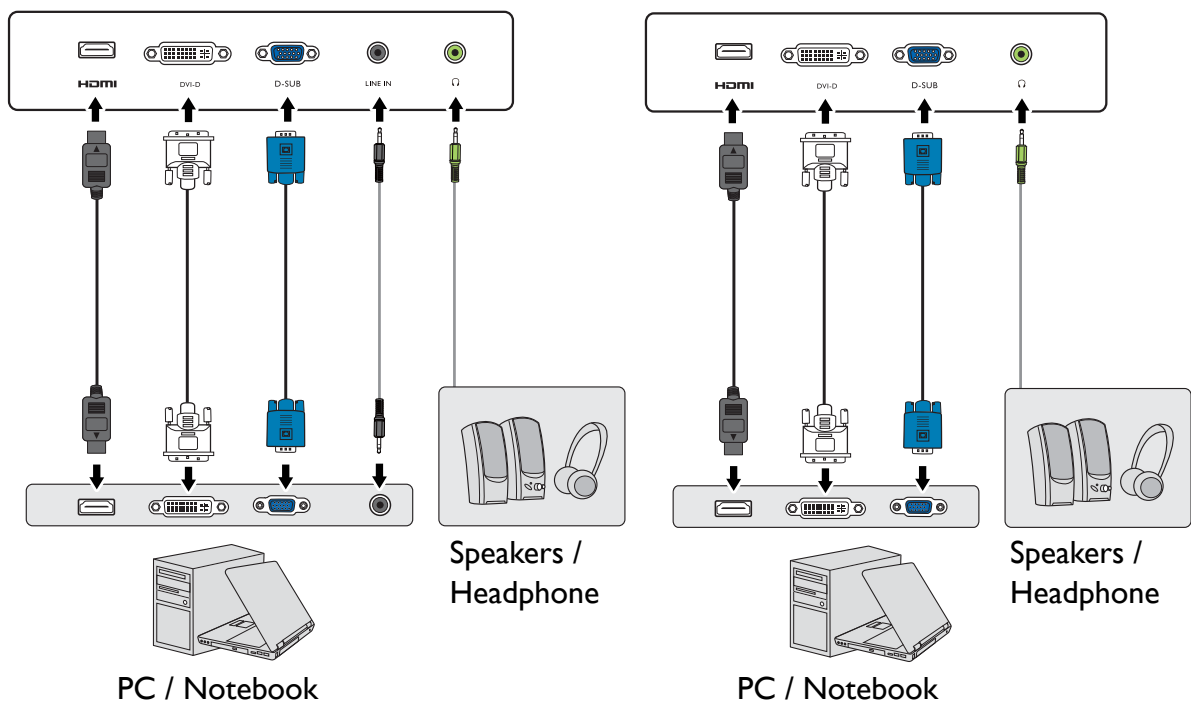 HDMI DVI-D D-SUB LINE IN
HDMI DVI-D D-SUB
Speakers /
Headphone
PC / Notebook
Speakers /
Headphone
PC / Notebook